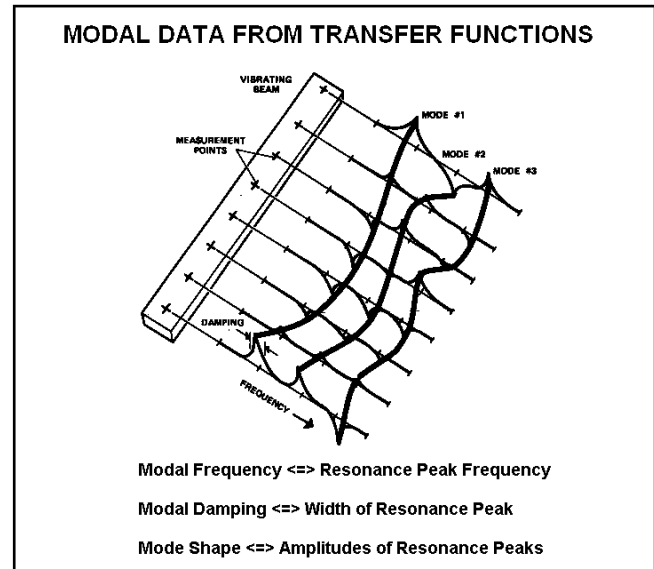 MODAL DATA FROM TRANSFER FUNCTIONS
VIBRATING
BEAM
MODE #1
MEASUREMENT
POINTS
MODE #2
MODE #3
DAMPING
FREQUENCY
Modal Frequency <=> Resonance Peak Frequency
Modal Damping <=> Width of Resonance Peak
Mode Shape <=> Amplitudes of Resonance Peaks